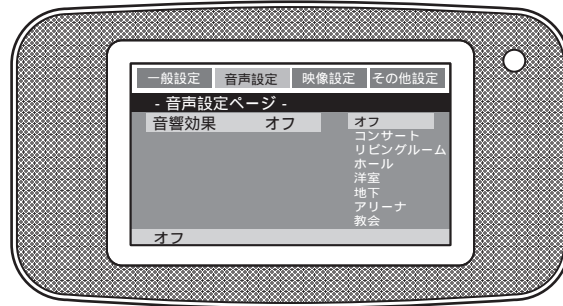 一般設定 音声設定 映像設定 その他設定
- 音声設定ページ -
音響効果 オフ オフ
コンサート
リビングルーム
ホール
洋室
地下
アリーナ
教会
オフ